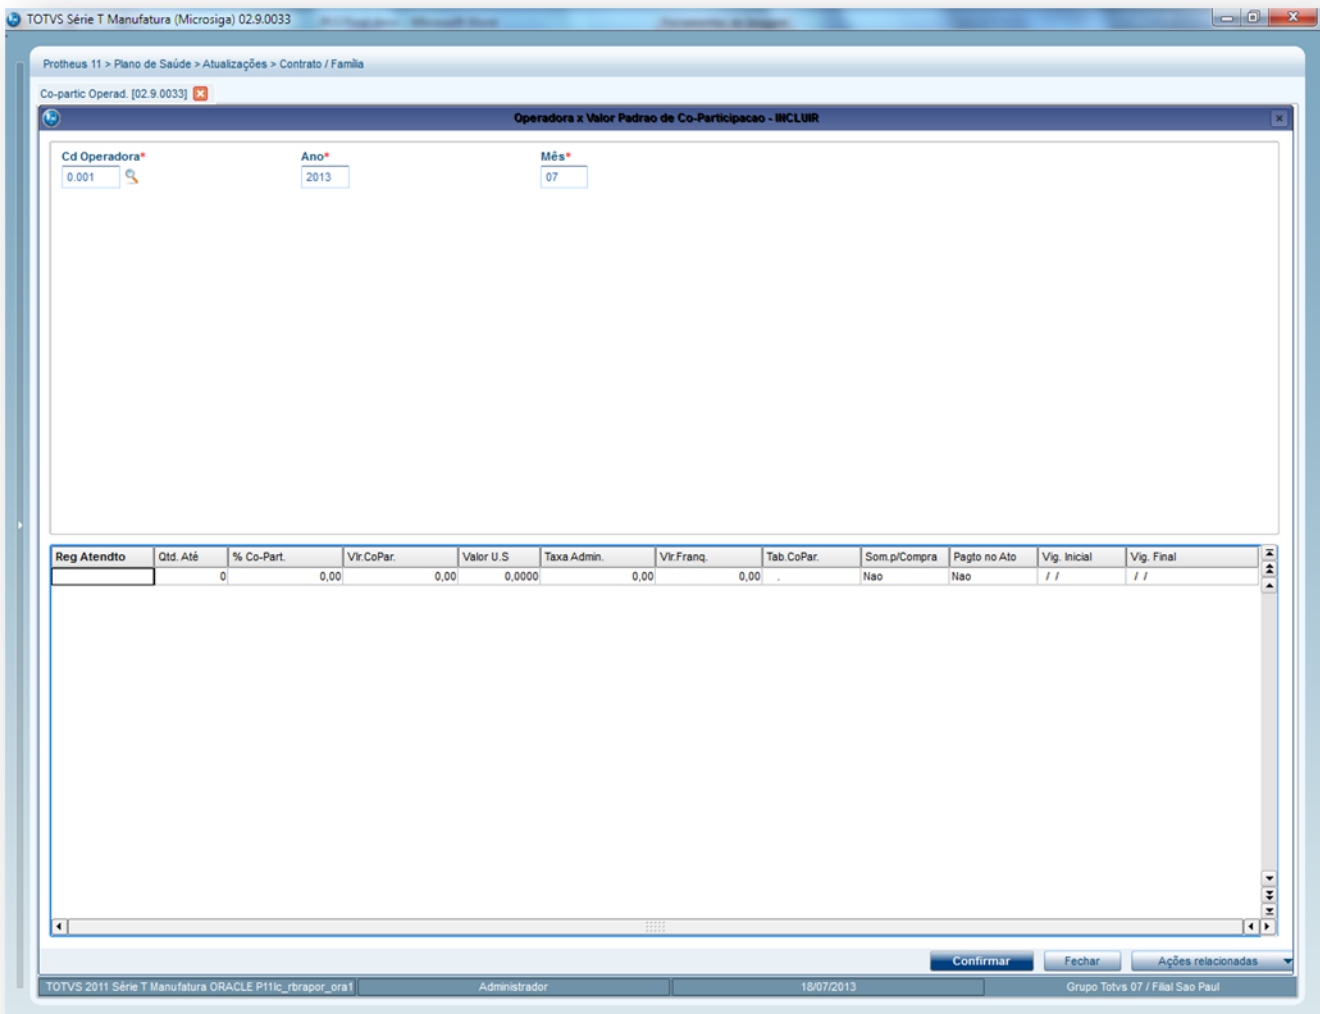 TOTVS Série T Manufatura (Microsiga) 02.9.0033
Protheus 11 > Plano de Saúde > Atualizações > Contrato / Família
Co-partic Operad. [02.9.0033]
Operadora x Valor Padrao de Co-Participacao - INCLUIR
Cd Operadora* Ano* Mês*
0.001 2013 07
Reg Atendto Qtd. Até % Co-Part. Vlr.CoPar. Valor U.S Taxa Admin. Vlr.Franq. Tab.CoPar. Som.p/Compra Pagto no Ato Vig. Inicial Vig. Final
0 0,00 0,00 0,0000 0,00 0,00 . Nao Nao / / / /
Confirmar Fechar Ações relacionadas
TOTVS 2011 Série T Manufatura ORACLE P11lc_rbrapor_ora1 Administrador 18/07/2013 Grupo Totvs 07 / Filial Sao Paul